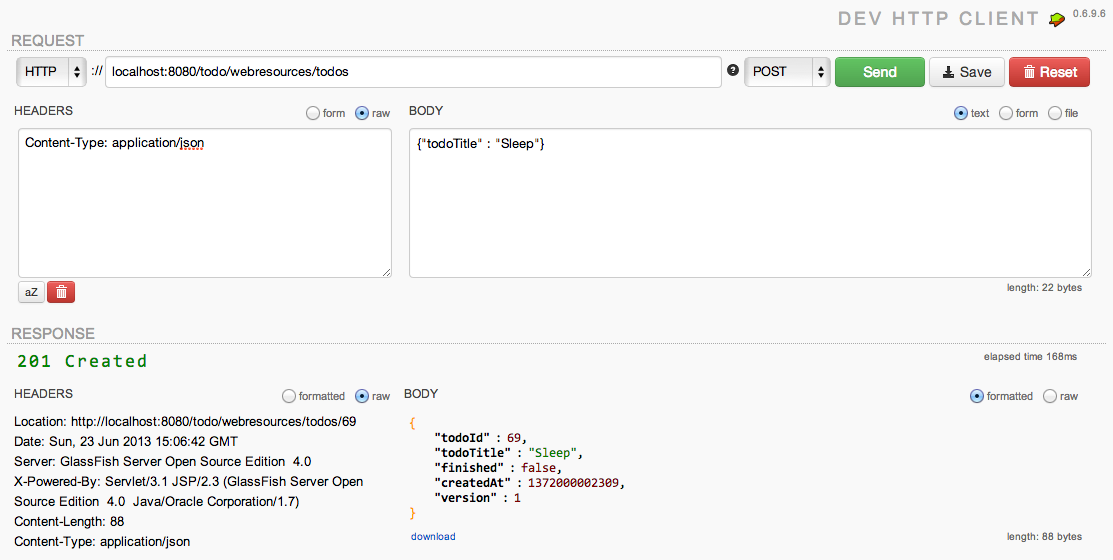 DEV HTTP CLIENT 0.6.9.6
REQUEST
HTTP :// localhost:8080/todo/webresources/todos ? POST Send Save Reset
HEADERS form raw BODY text form file
Content-Type: application/json
{"todoTitle" : "Sleep"}
aZ
length: 22 bytes
RESPONSE
201 Created
elapsed time 168ms
HEADERS formatted raw BODY formatted raw
Location: http://localhost:8080/todo/webresources/todos/69
Date: Sun, 23 Jun 2013 15:06:42 GMT
Server: GlassFish Server Open Source Edition 4.0
X-Powered-By: Servlet/3.1 JSP/2.3 (GlassFish Server Open
Source Edition 4.0 Java/Oracle Corporation/1.7)
Content-Length: 88
Content-Type: application/json
{
"todoId" : 69,
"todoTitle" : "Sleep",
"finished" : false,
"createdAt" : 1372000002309,
"version" : 1
}
download
length: 88 bytes